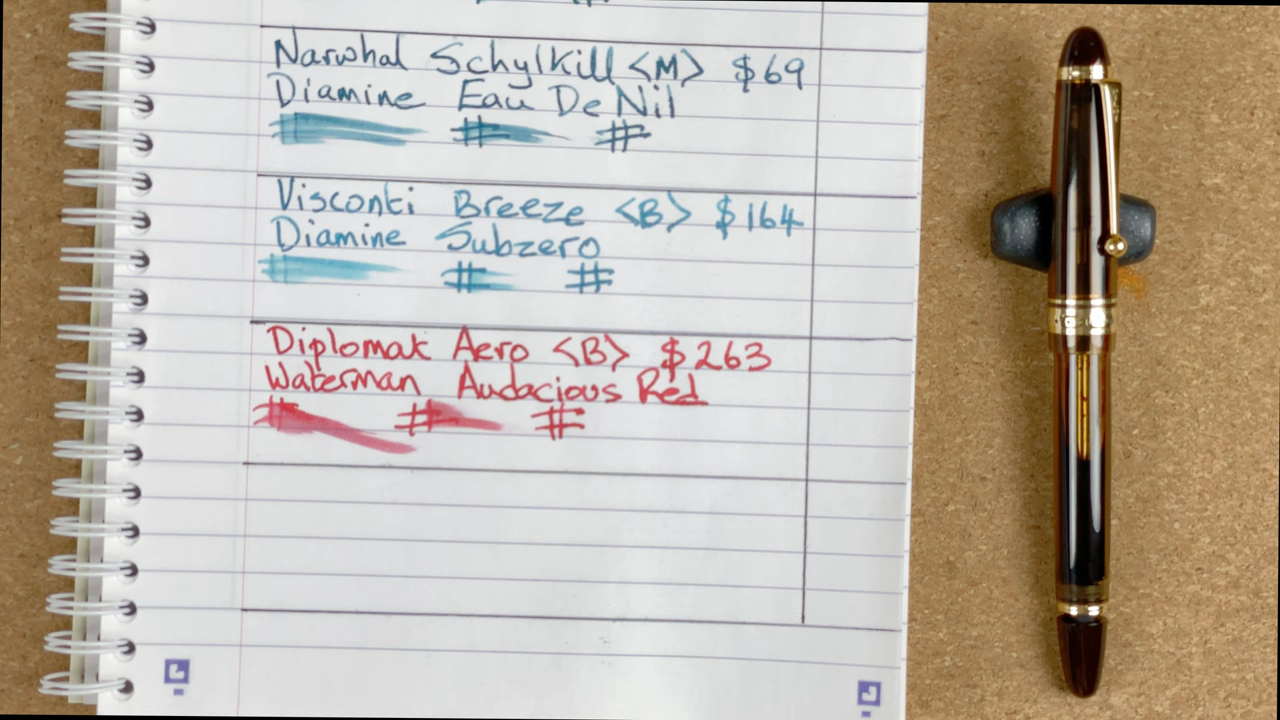 Narwhal Schylkill <M> $69
Diamine Eau De Nil
# #
Visconti Breeze <B> $164
Diamine Subzero
# #
Diplomat Aero <B> $263
Waterman Audacious Red
# # #